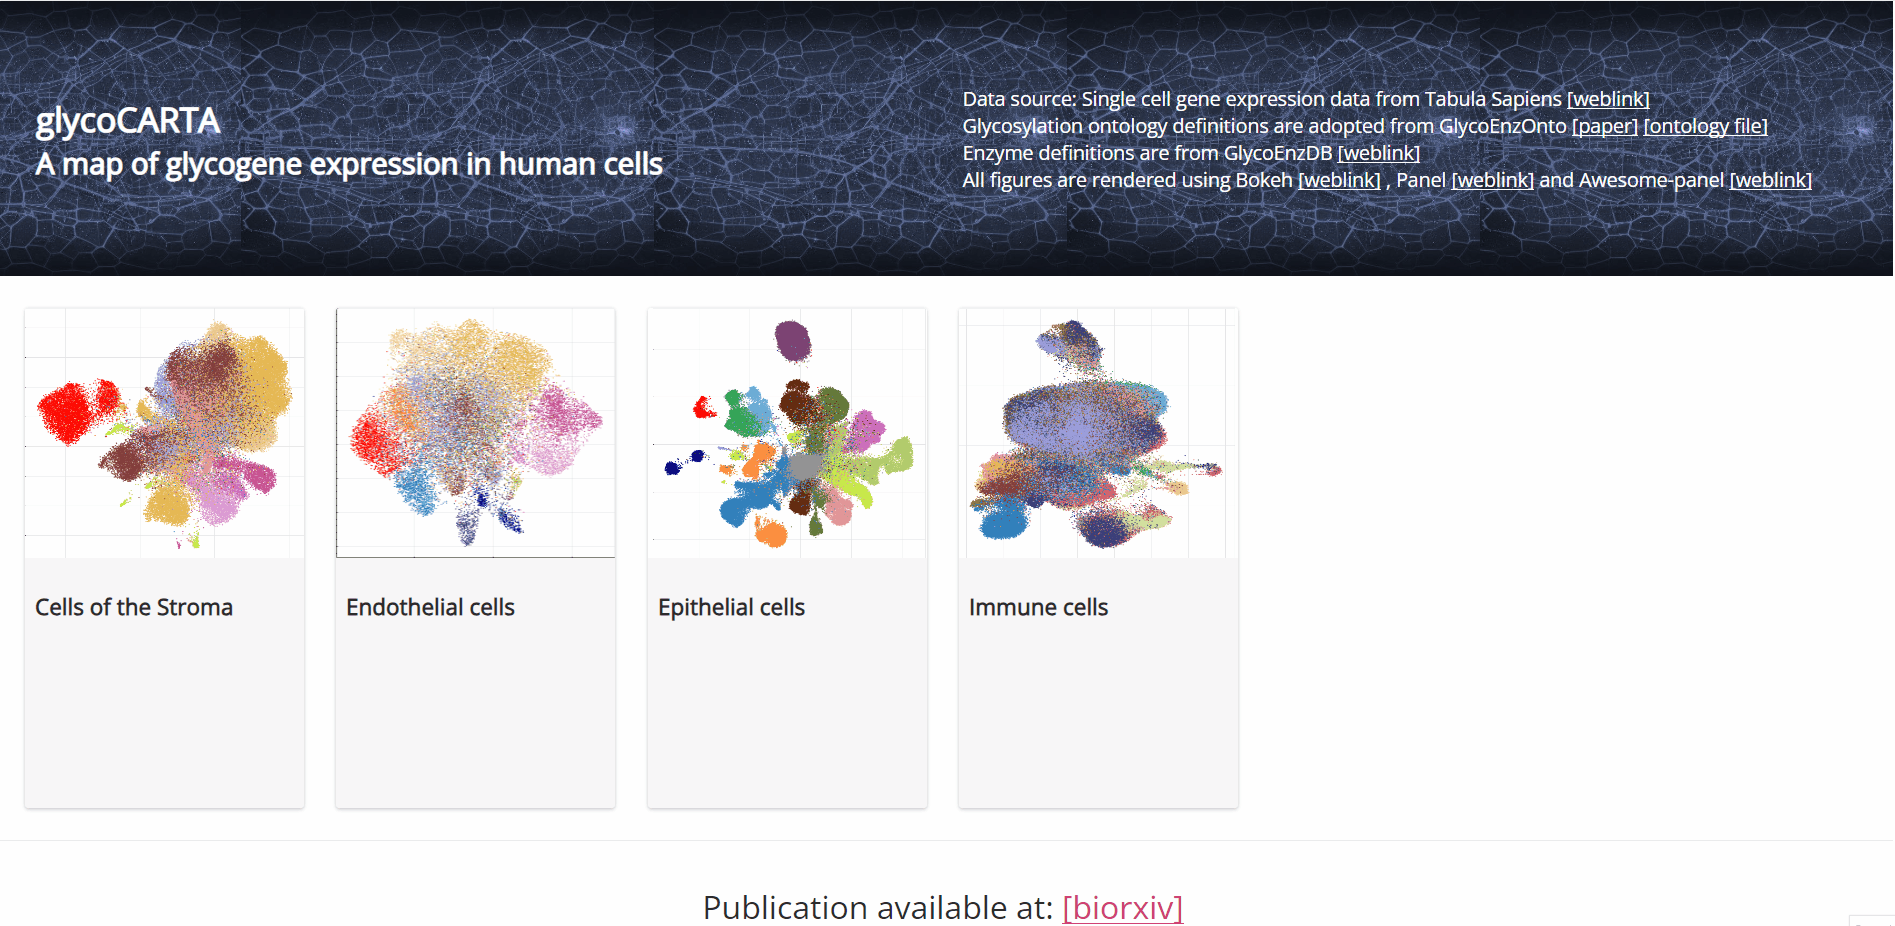 glycoCARTA
A map of glycogene expression in human cells
Data source: Single cell gene expression data from Tabula Sapiens [weblink]
Glycosylation ontology definitions are adopted from GlycoEnzOnto [paper] [ontology file]
Enzyme definitions are from GlycoEnzDB [weblink]
All figures are rendered using Bokeh [weblink] , Panel [weblink] and Awesome-panel [weblink]
Cells of the Stroma
Endothelial cells
Epithelial cells
Immune cells
Publication available at: [biorxiv]